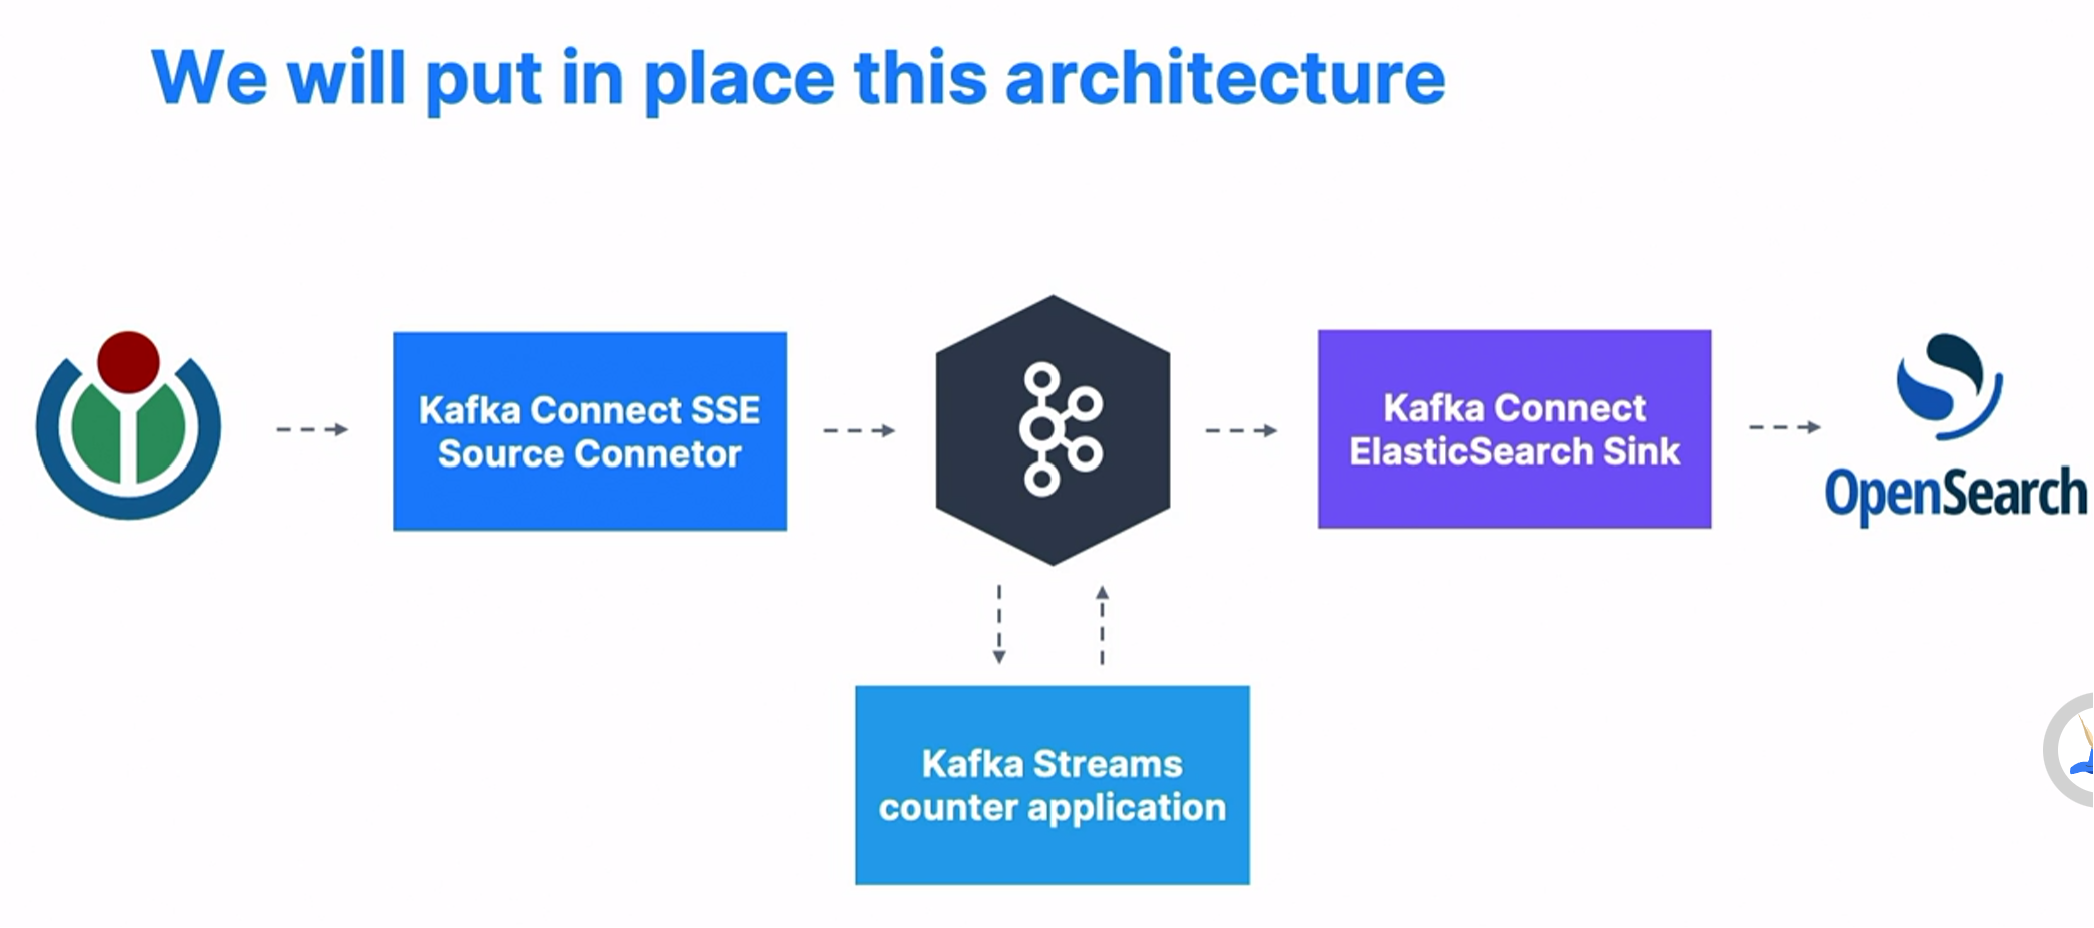 We will put in place this architecture
Kafka Connect SSE
Source Connetor
Kafka Connect
ElasticSearch Sink
OpenSearch
Kafka Streams
counter application